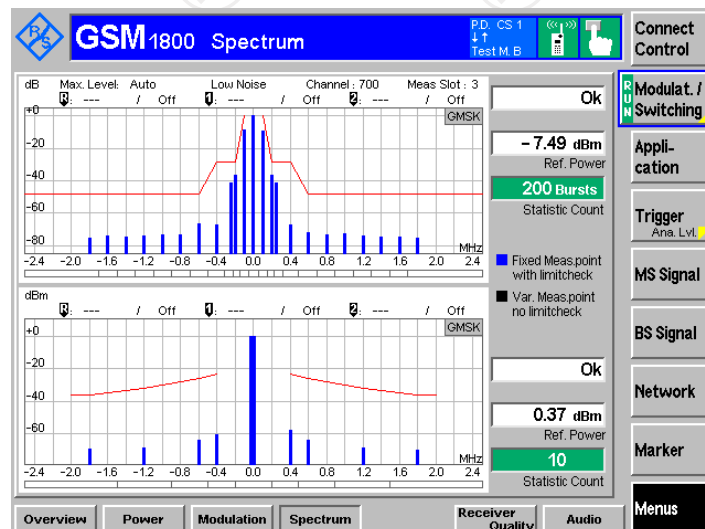 R&S GSM 1800 Spectrum P.D. CS 1
↓↑
Test M. B
Connect
Control
dB Max. Level: Auto Low Noise Channel : 700 Meas Slot : 3
R: --- / Off 1: --- / Off 2: --- / Off
GMSK
+0
-20
-40
-60
-80
MHz
-2.4 -2.0 -1.6 -1.2 -0.8 -0.4 0.0 0.4 0.8 1.2 1.6 2.0 2.4
Ok
-7.49 dBm
Ref. Power
200 Bursts
Statistic Count
Fixed Meas.point
with limitcheck
Var. Meas.point
no limitcheck
dBm
R: --- / Off 1: --- / Off 2: --- / Off
GMSK
+0
-20
-40
-60
MHz
-2.4 -2.0 -1.6 -1.2 -0.8 -0.4 0.0 0.4 0.8 1.2 1.6 2.0 2.4
Ok
0.37 dBm
Ref. Power
10
Statistic Count
RUN
Modulat. /
Switching
Appli-
cation
Trigger
Ana. Lvl.
MS Signal
BS Signal
Network
Marker
Menus
Overview Power Modulation Spectrum Receiver
Quality Audio